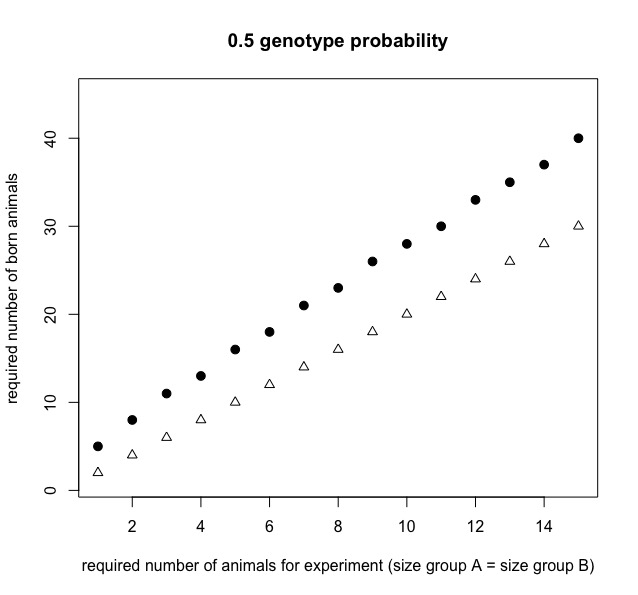 0.5 genotype probability
required number of born animals
40
30
20
10
0
2 4 6 8 10 12 14
required number of animals for experiment (size group A = size group B)